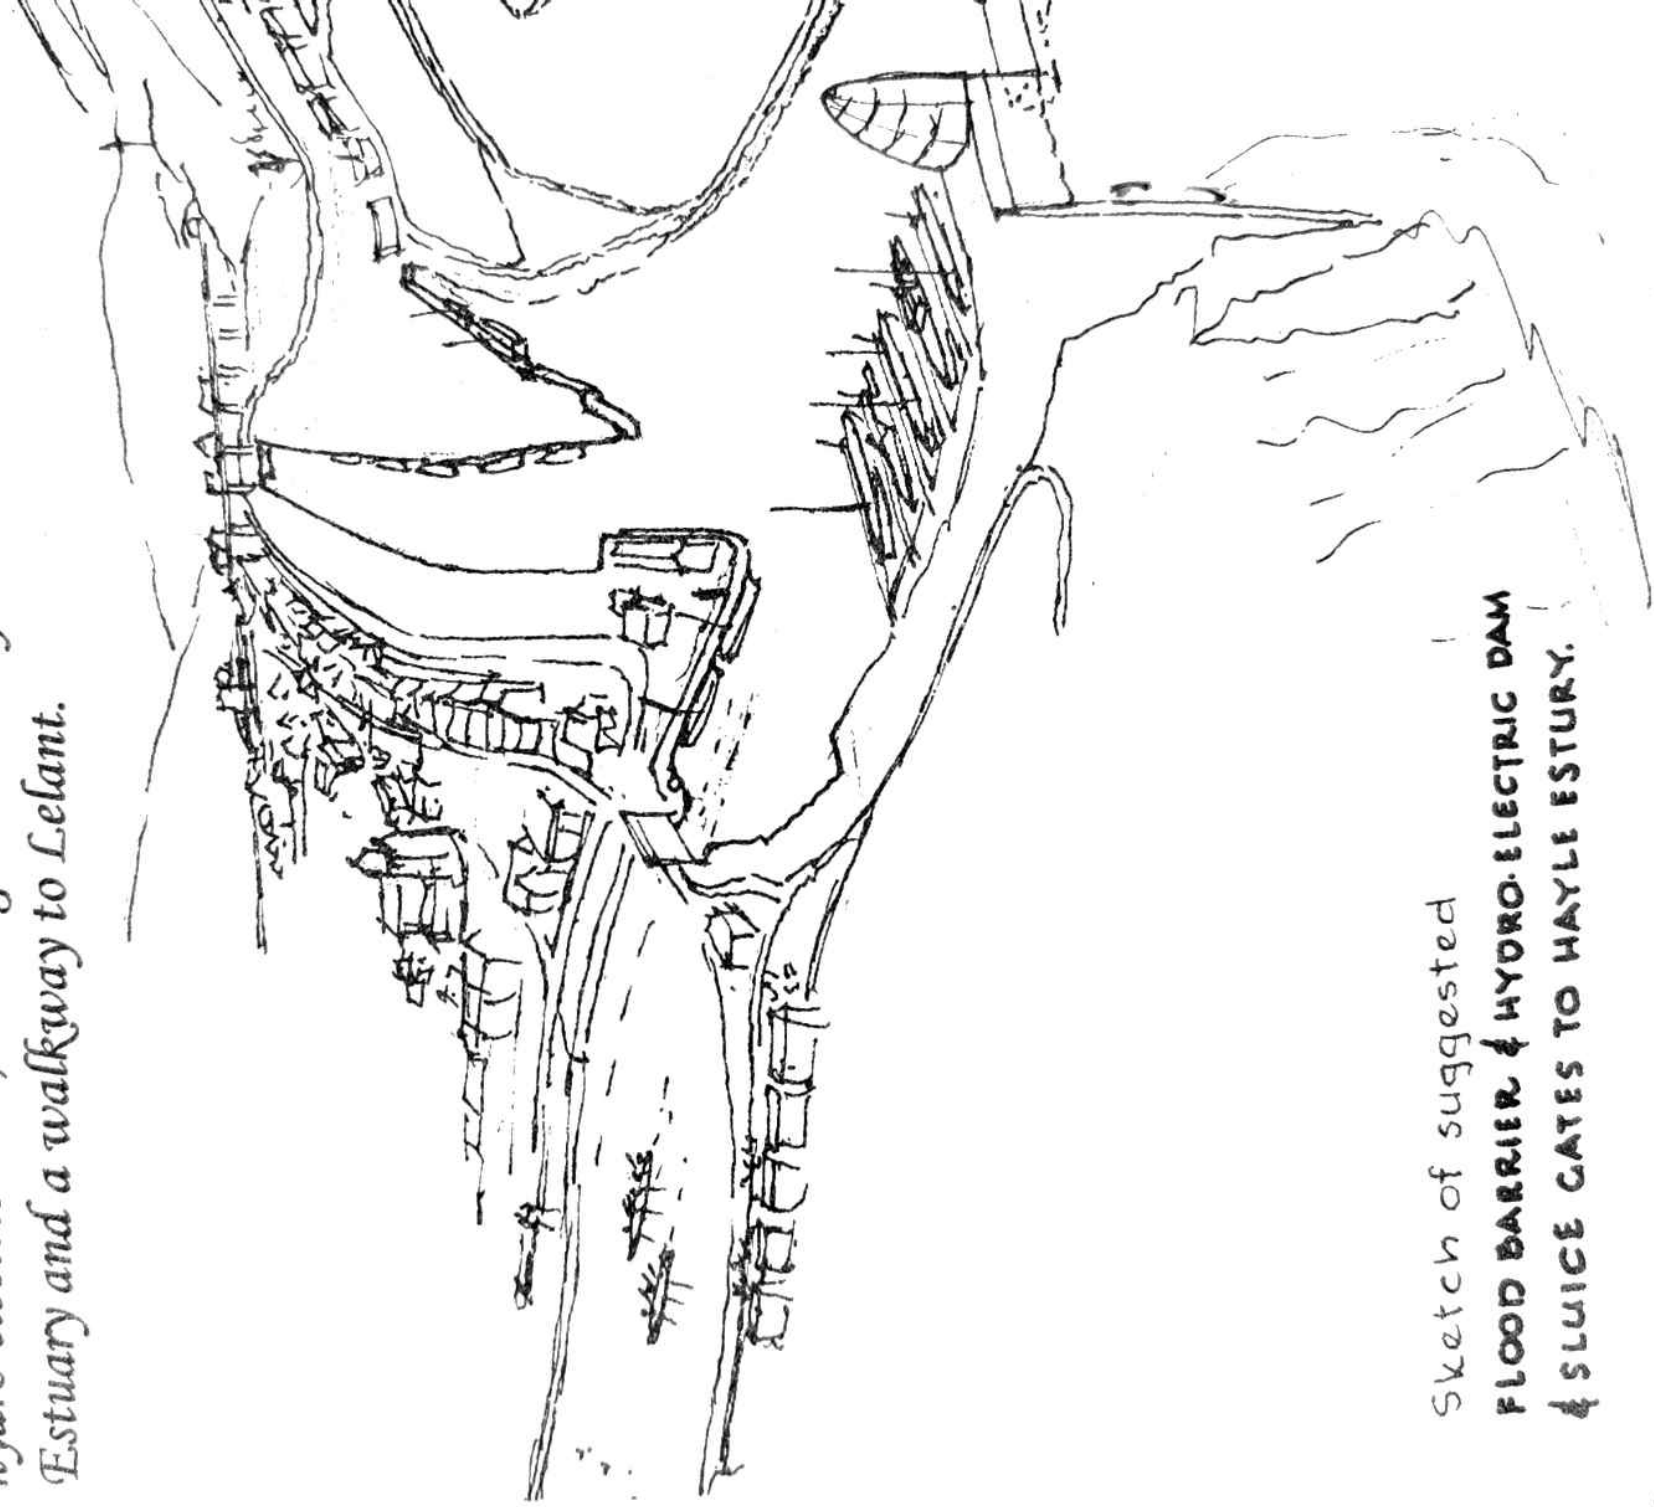 Estuary and a walkway to Lelant.
Sketch of suggested
FLOOD BARRIER & HYDRO.ELECTRIC DAM
& SLUICE GATES TO HAYLE ESTURY.